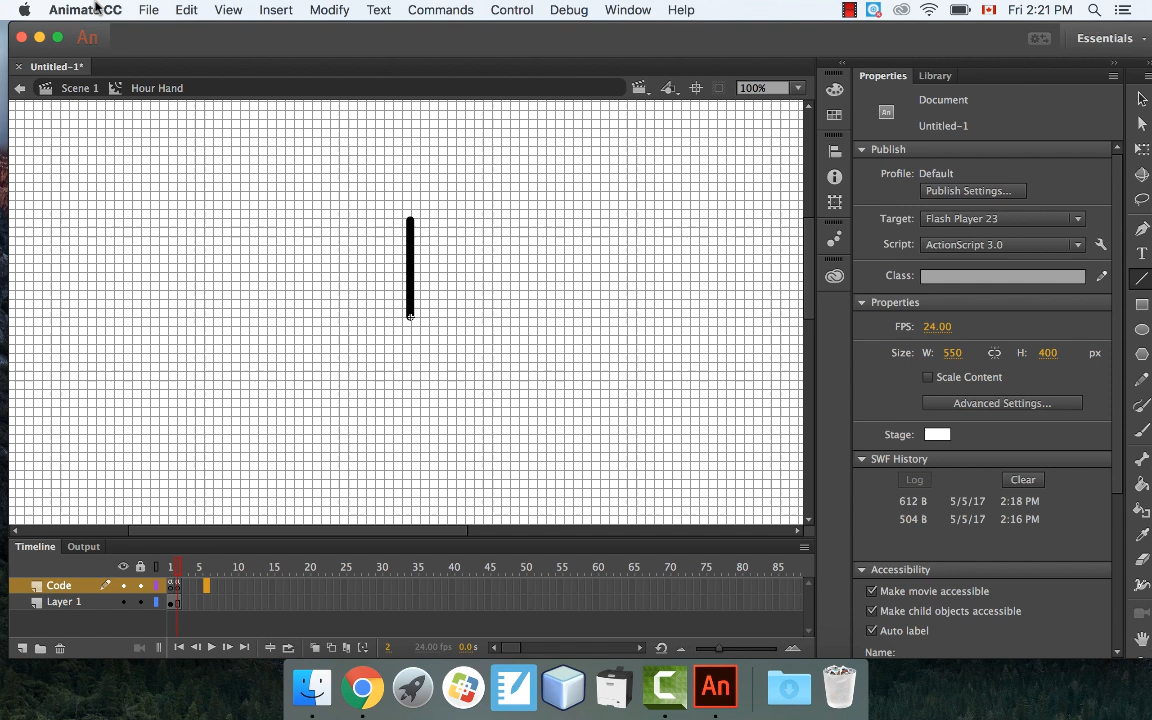 Animate CC File Edit View Insert Modify Text Commands Control Debug Window Help Fri 2:21 PM
An Essentials
Untitled-1*
Scene 1 Hour Hand 100%
Properties Library
An Document
Untitled-1
Publish
Profile: Default
Publish Settings...
Target: Flash Player 23
Script: ActionScript 3.0
Class:
Properties
FPS: 24.00
Size: W: 550 H: 400 px
Scale Content
Advanced Settings...
Stage:
SWF History
Log Clear
612 B 5/5/17 2:18 PM
504 B 5/5/17 2:16 PM
Accessibility
Make movie accessible
Make child objects accessible
Auto label
Name:
Timeline Output
1 5 10 15 20 25 30 35 40 45 50 55 60 65 70 75 80 85
Code
Layer 1
2 24.00 fps 0.0 s
An